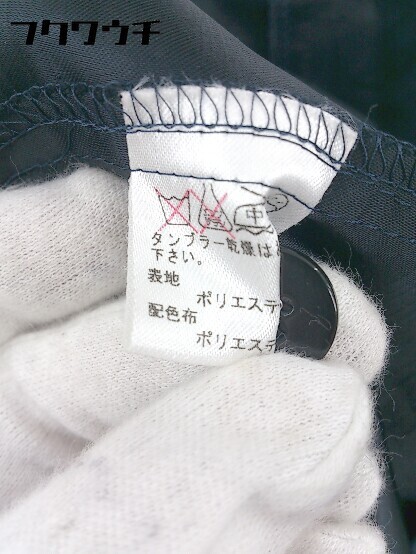 フクワウチ
中
タンブラー乾燥は
下さい。
表地
ポリエステ
配色布
ポリエステ